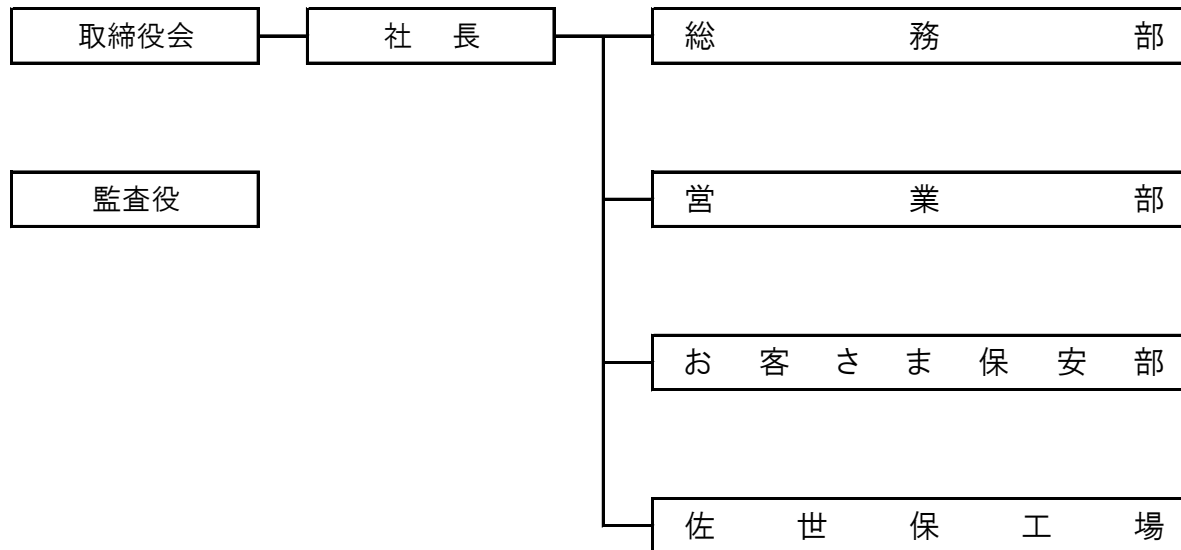 取締役会
社長
総務部
監査役
営業部
お客さま保安部
佐世保工場